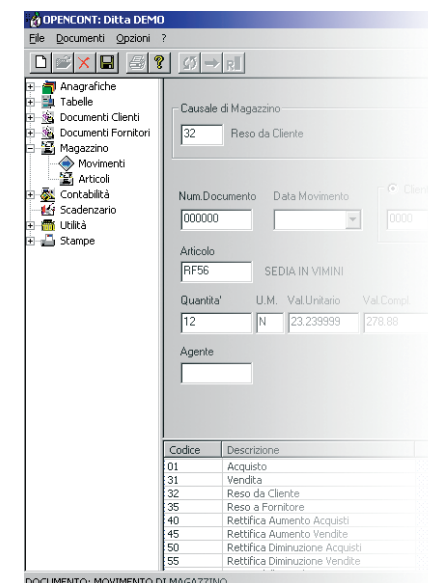 OPENCONT: Ditta DEMO
File Documenti Opzioni ?
Anagrafiche
Tabelle
Documenti Clienti
Documenti Fornitori
Magazzino
Movimenti
Articoli
Contabilità
Scadenzario
Utilità
Stampe
Causale di Magazzino
32 Reso da Cliente
Num.Documento Data Movimento Client
000000 0000
Articolo
RF56 SEDIA IN VIMINI
Quantita' U.M. Val.Unitario Val.Compl
12 N 23.239999 278.88
Agente
Codice Descrizione
01 Acquisto
31 Vendita
32 Reso da Cliente
35 Reso a Fornitore
40 Rettifica Aumento Acquisti
45 Rettifica Aumento Vendite
50 Rettifica Diminuzione Acquisti
55 Rettifica Diminuzione Vendite
DOCUMENTO: MOVIMENTO DI MAGAZZINO